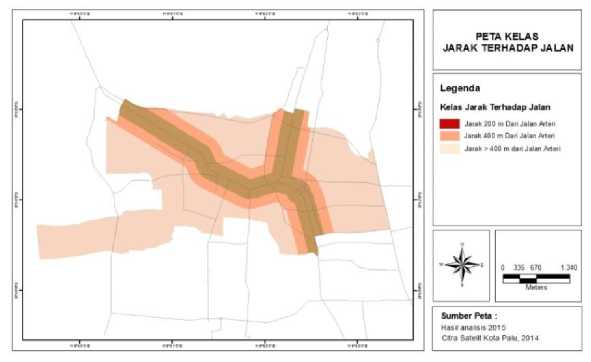 PETA KELAS
JARAK TERHADAP JALAN
Legenda
Kelas Jarak Terhadap Jalan
Jarak 200 m Dari Jalan Arteri
Jarak 400 m Dari Jalan Arteri
Jarak > 400 m dari Jalan Arteri
0 335 670 1.340
Meters
Sumber Peta :
Hasil analisis 2015
Citra Satelit Kota Palu, 2014